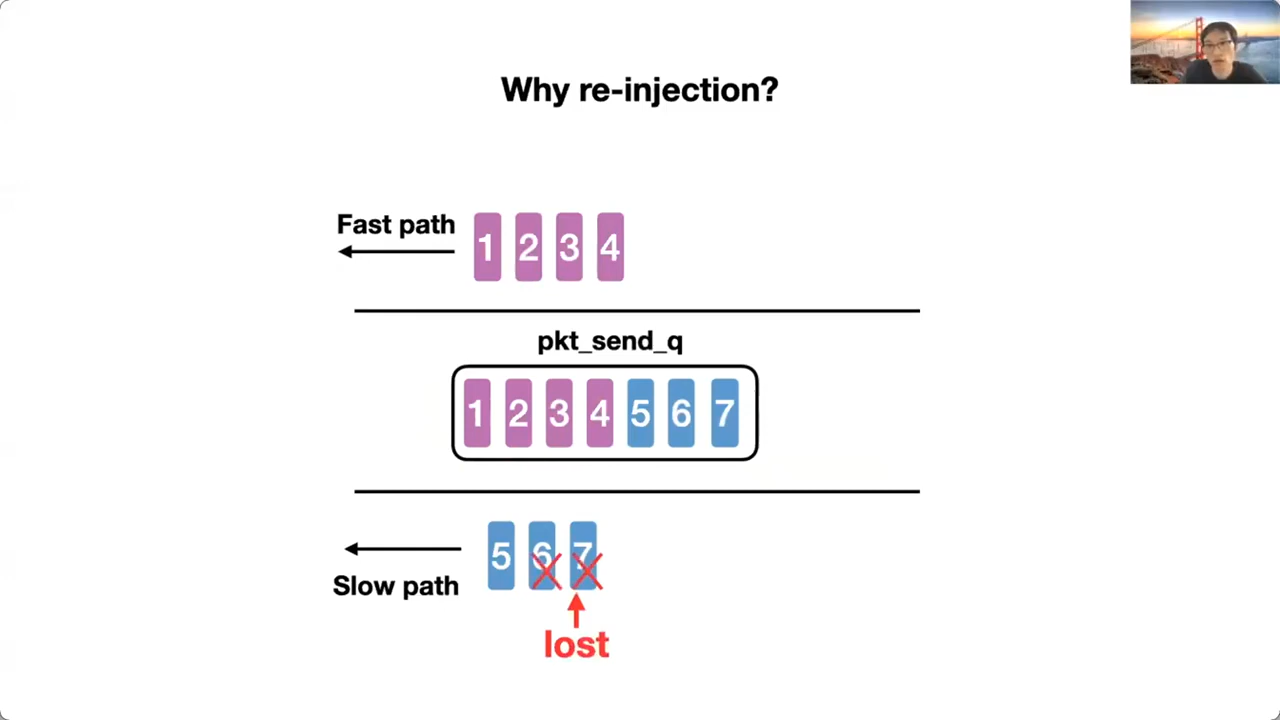 Why re-injection?
Fast path
1 2 3 4
pkt_send_q
1 2 3 4 5 6 7
5 6 7
Slow path
lost